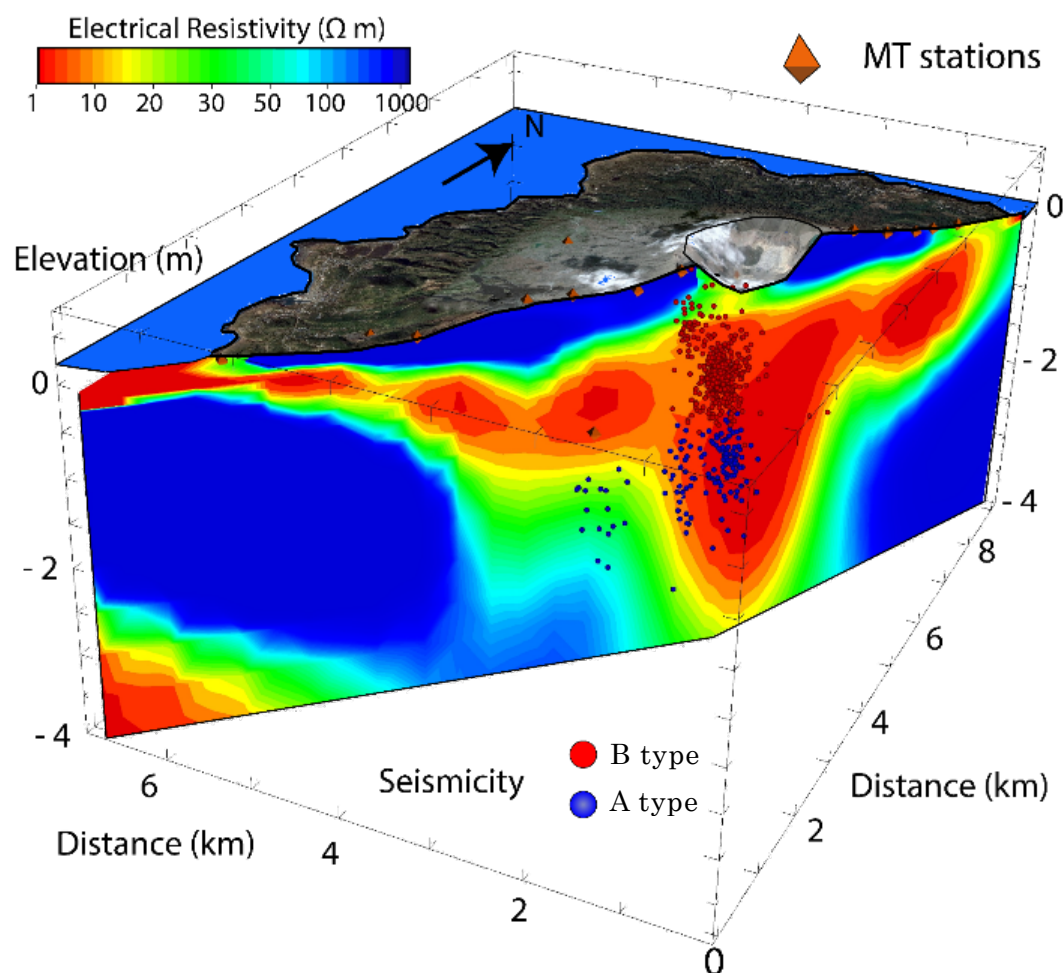 Electrical Resistivity (Ω m)
1 10 20 30 50 100 1000
MT stations
N
Elevation (m)
0
0
- 2
- 2
- 4
- 4
8
6
6
4
4
2
2
0
Seismicity
B type
A type
Distance (km)
Distance (km)